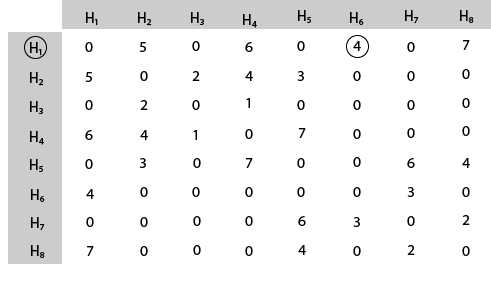 H₁ H₂ H₃ H₄ H₅ H₆ H₇ H₈
H₁ 0 5 0 6 0 4 0 7
H₂ 5 0 2 4 3 0 0 0
H₃ 0 2 0 1 0 0 0 0
H₄ 6 4 1 0 7 0 0 0
H₅ 0 3 0 7 0 0 6 4
H₆ 4 0 0 0 0 0 3 0
H₇ 0 0 0 0 6 3 0 2
H₈ 7 0 0 0 4 0 2 0